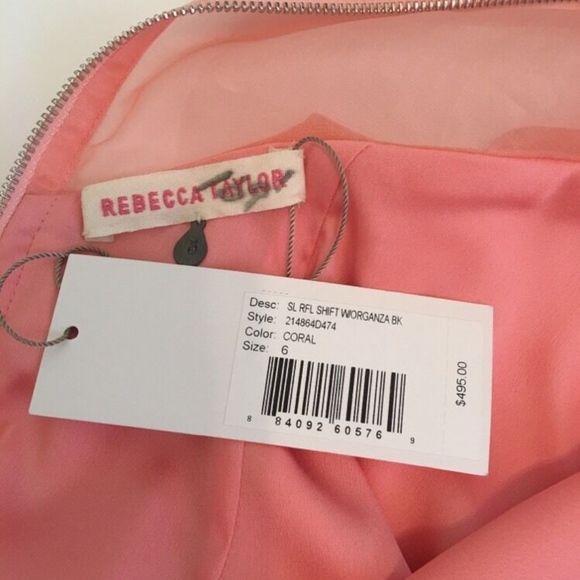 REBECCA TAYLOR
6
Desc: SL RFL SHIFT W/ORGANZA BK
Style: 214864D474
Color: CORAL
Size: 6
8 84092 60576 9
$495.00